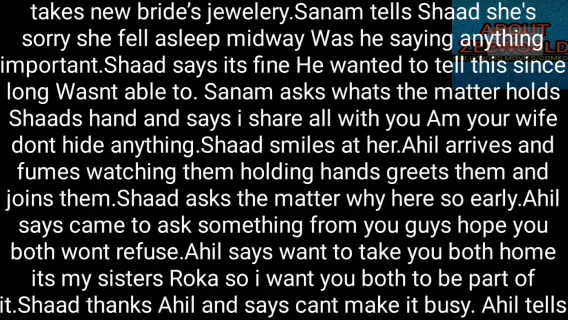 takes new bride’s jewelery.Sanam tells Shaad she's
sorry she fell asleep midway Was he saying anything
important.Shaad says its fine He wanted to tell this since
long Wasnt able to. Sanam asks whats the matter holds
Shaads hand and says i share all with you Am your wife
dont hide anything.Shaad smiles at her.Ahil arrives and
fumes watching them holding hands greets them and
joins them.Shaad asks the matter why here so early.Ahil
says came to ask something from you guys hope you
both wont refuse.Ahil says want to take you both home
its my sisters Roka so i want you both to be part of
it.Shaad thanks Ahil and says cant make it busy. Ahil tells
ABOUT
ZEEWORLD